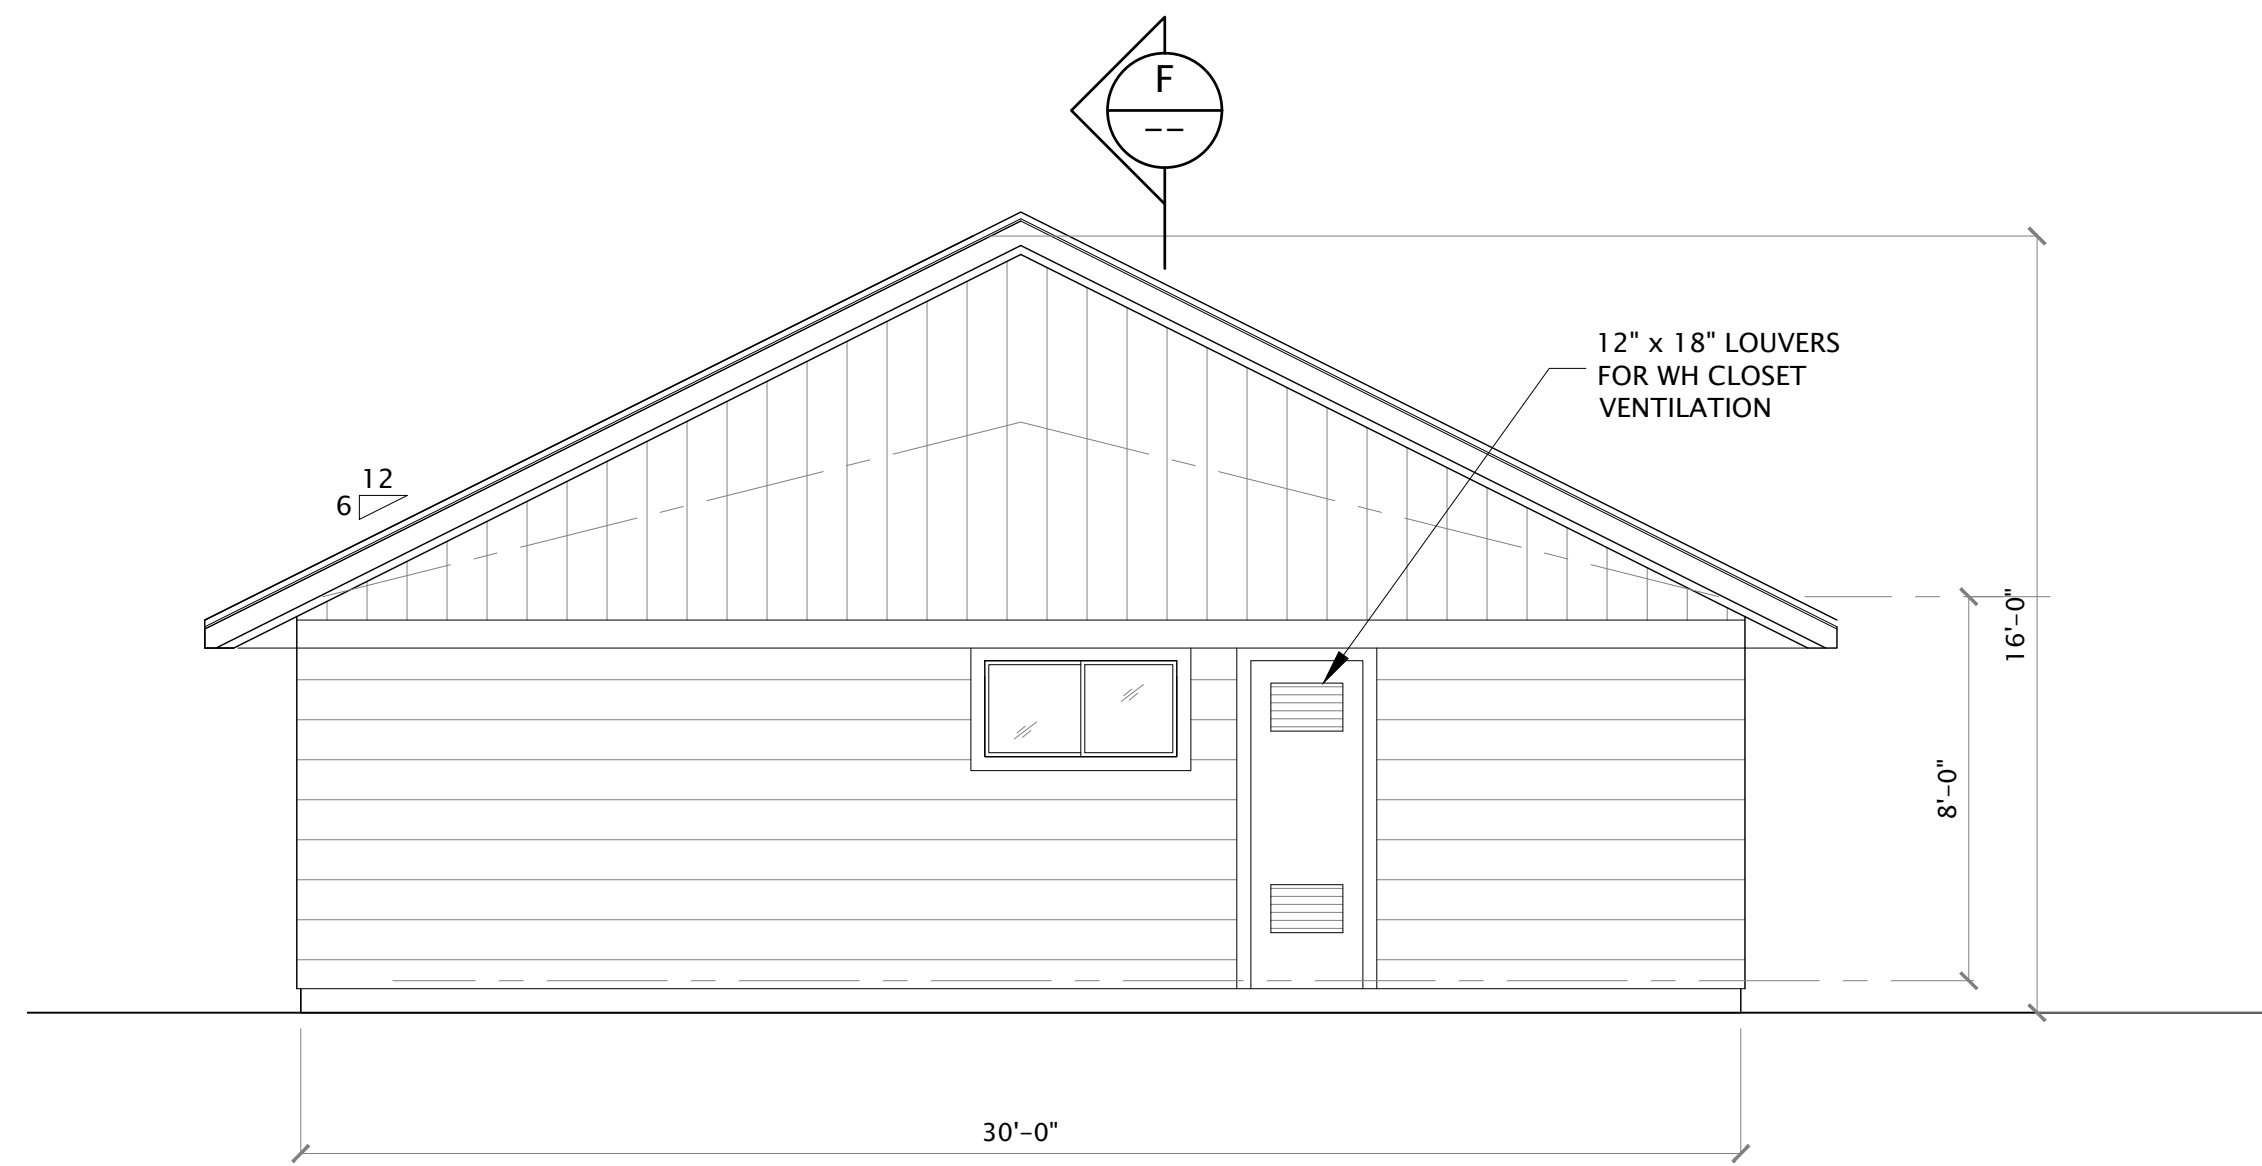 F
--
12" x 18" LOUVERS
FOR WH CLOSET
VENTILATION
12
6
16'-0"
8'-0"
30'-0"